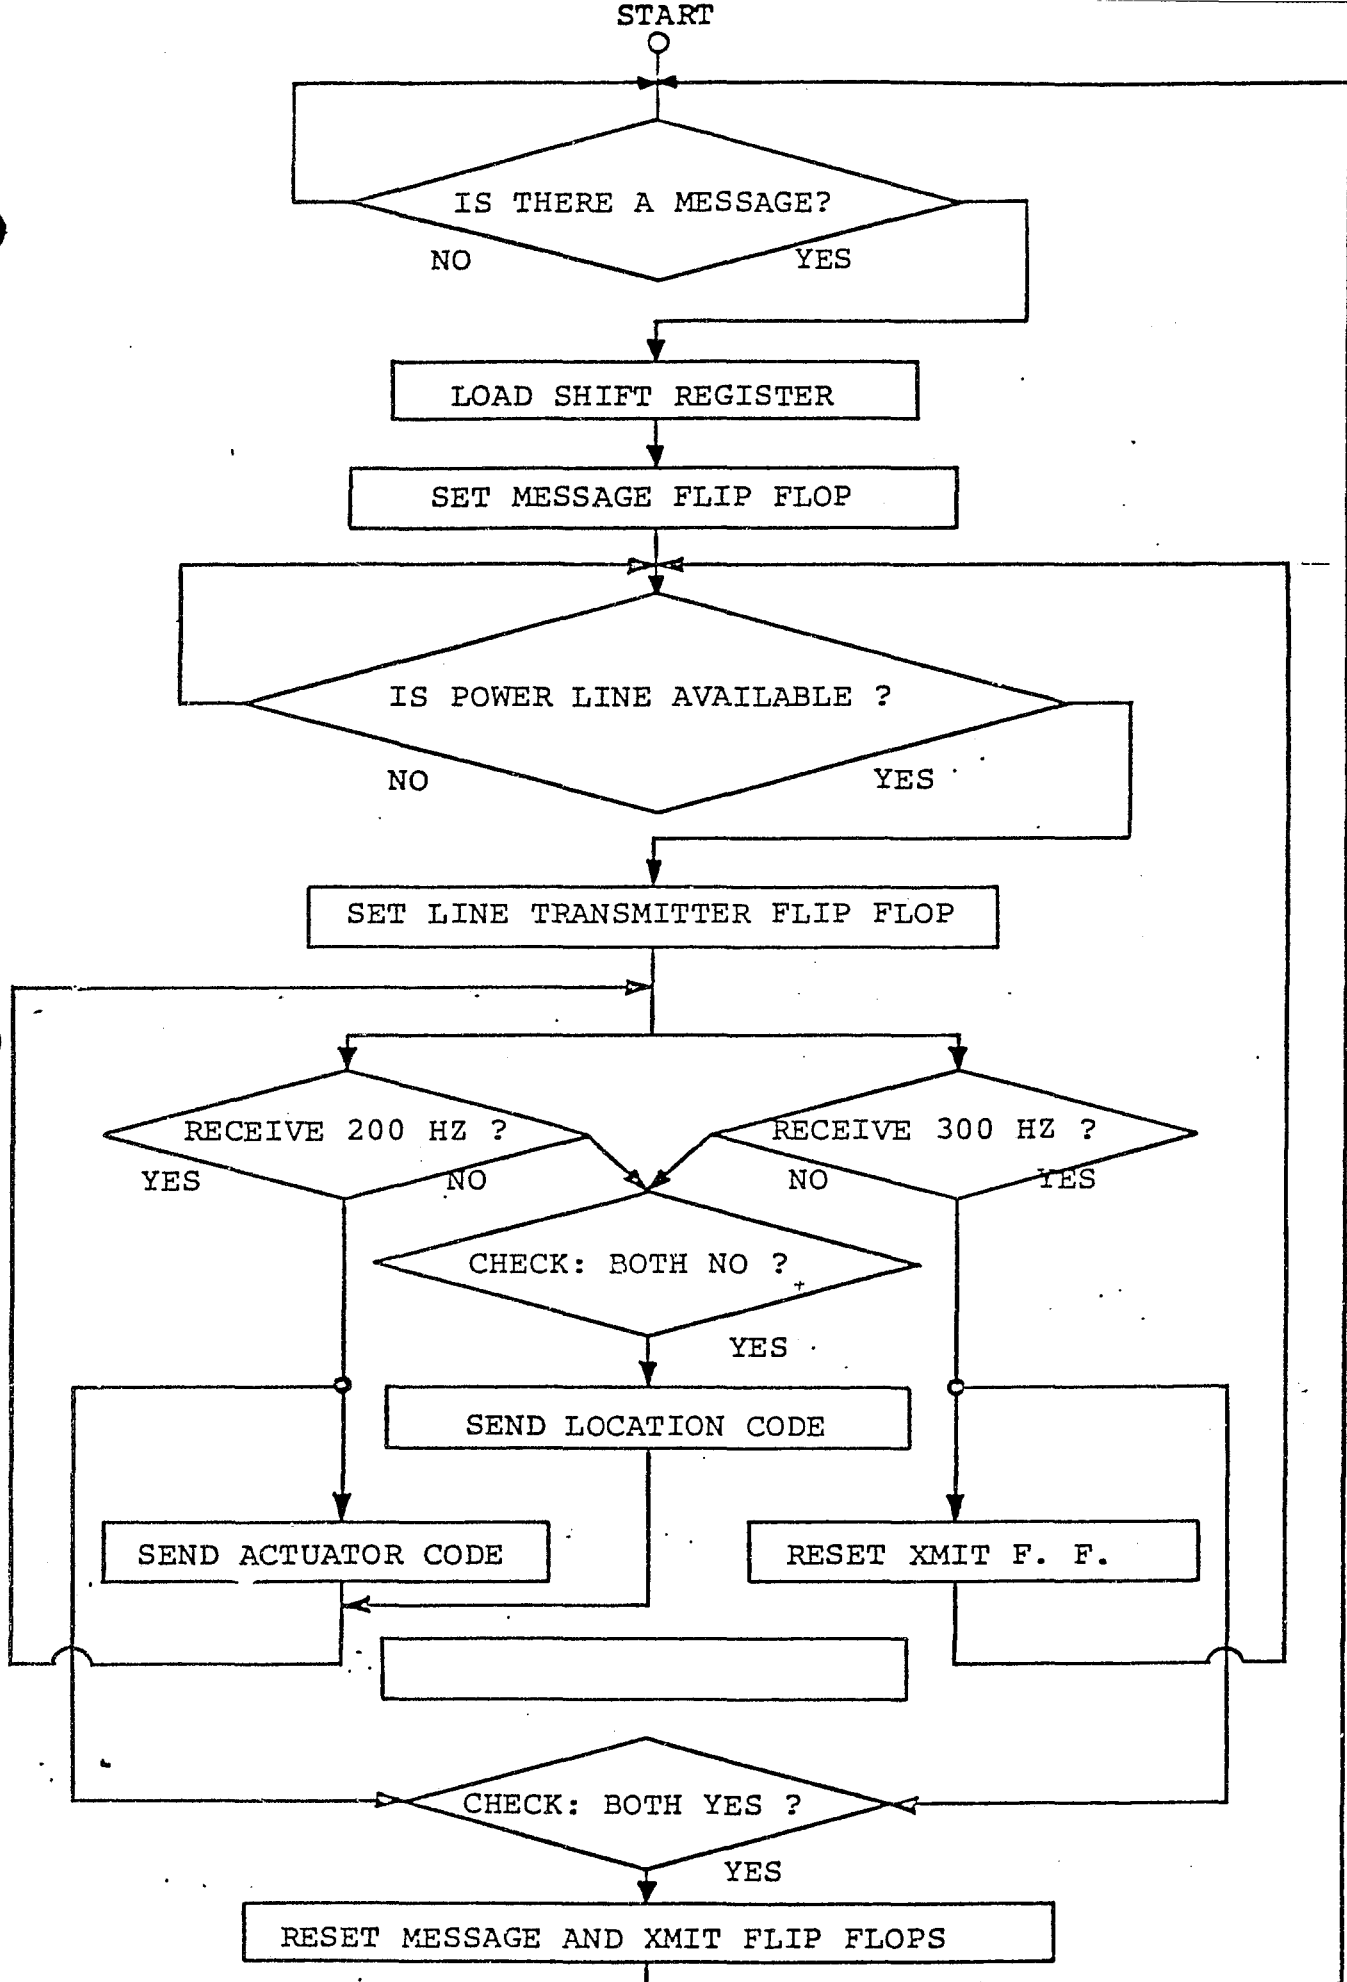 START
IS THERE A MESSAGE?
NO
YES
LOAD SHIFT REGISTER
SET MESSAGE FLIP FLOP
IS POWER LINE AVAILABLE ?
NO
YES
SET LINE TRANSMITTER FLIP FLOP
RECEIVE 200 HZ ?
RECEIVE 300 HZ ?
YES
NO
NO
YES
CHECK: BOTH NO ?
YES
SEND LOCATION CODE
SEND ACTUATOR CODE
RESET XMIT F. F.
CHECK: BOTH YES ?
YES
RESET MESSAGE AND XMIT FLIP FLOPS